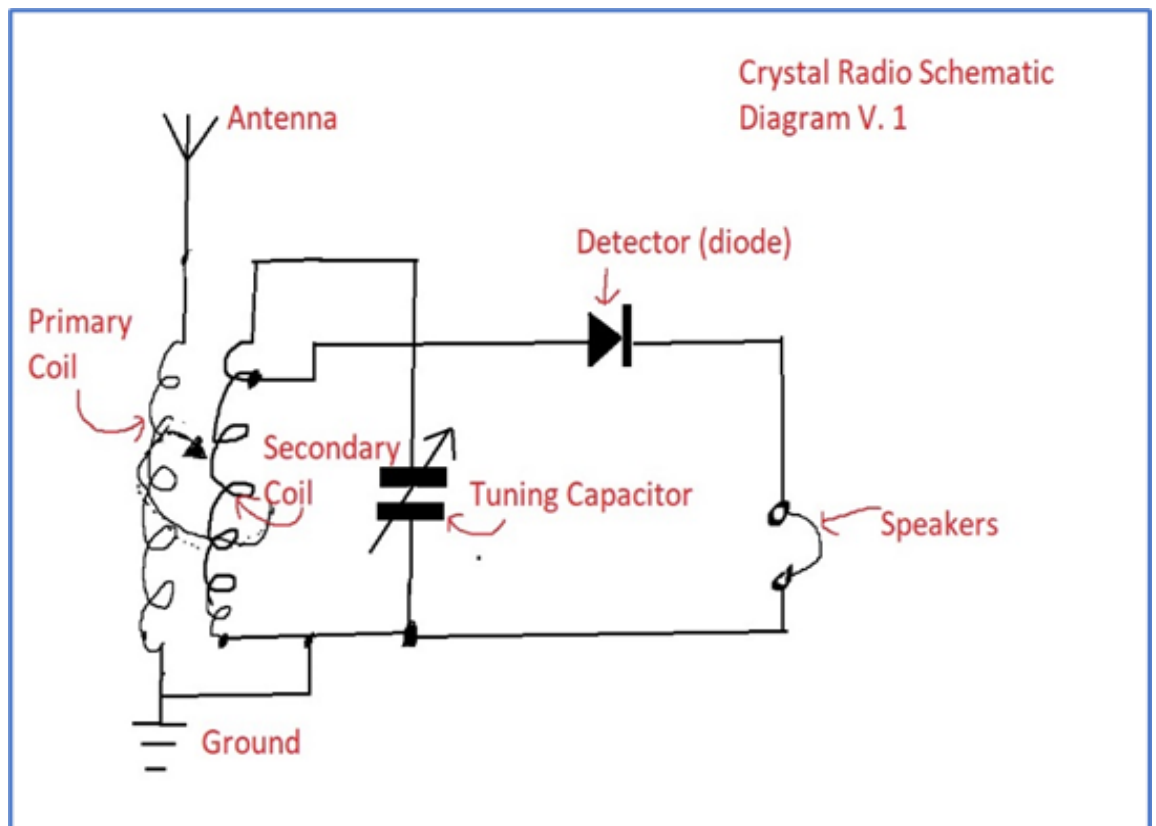 Crystal Radio Schematic
Diagram V. 1
Antenna
Detector (diode)
Primary
Coil
Secondary
Coil
Tuning Capacitor
Speakers
Ground